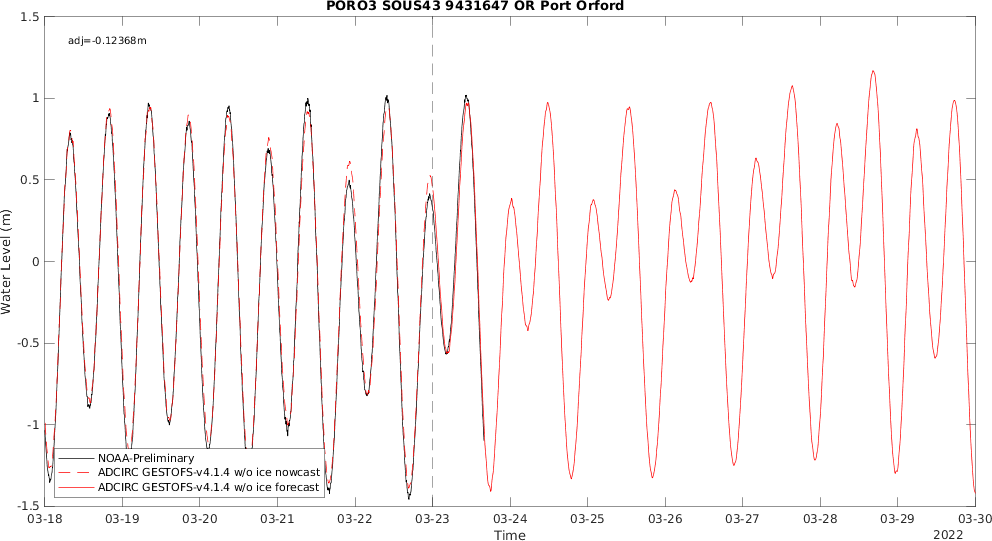 PORO3 SOUS43 9431647 OR Port Orford
adj=-0.12368m
1.5
1
0.5
0
-0.5
-1
-1.5
Water Level (m)
NOAA-Preliminary
ADCIRC GESTOFS-v4.1.4 w/o ice nowcast
ADCIRC GESTOFS-v4.1.4 w/o ice forecast
03-18 03-19 03-20 03-21 03-22 03-23 03-24 03-25 03-26 03-27 03-28 03-29 03-30
Time
2022